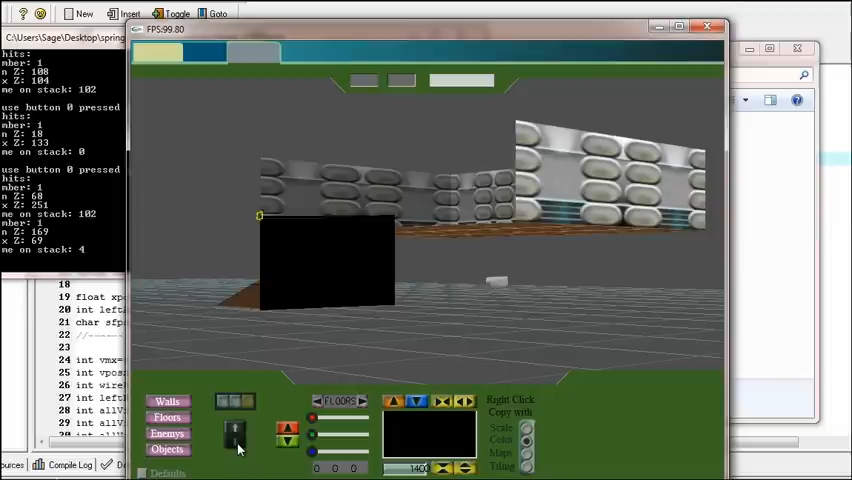 New Insert Toggle Goto
FPS:99.80
C:\Users\Sage\Desktop\spring
hits:
mber: 1
n Z: 108
x Z: 104
me on stack: 102
use button 0 pressed
mber: 1
n Z: 18
x Z: 133
me on stack: 0
use button 0 pressed
hits:
mber: 1
n Z: 68
x Z: 251
me on stack: 102
mber: 1
n Z: 169
x Z: 69
me on stack: 4
18
19 float xpo
20 int left
21 char sfps
22 //------
23
24 int vmx=
25 int vpos
26 int wire
27 int left
28 int allV
29 int allV
ources Compile Log De
Walls
Floors
Enemys
Objects
Defaults
FLOORS
0 0 0
1400
Right Click
Copy with
Scale
Color
Maps
Tiling